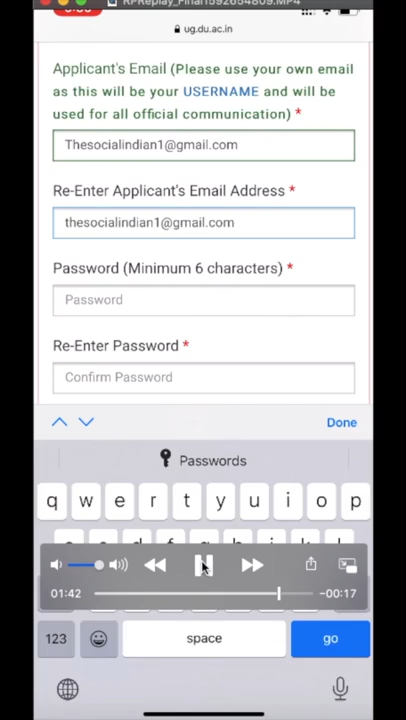 RPReplay_Final1592654809.MP4
ug.du.ac.in
Applicant's Email (Please use your own email
as this will be your USERNAME and will be
used for all official communication) *
Thesocialindian1@gmail.com
Re-Enter Applicant's Email Address *
thesocialindian1@gmail.com
Password (Minimum 6 characters) *
Password
Re-Enter Password *
Confirm Password
Done
Passwords
q w e r t y u i o p
01:42 -00:17
123 space go